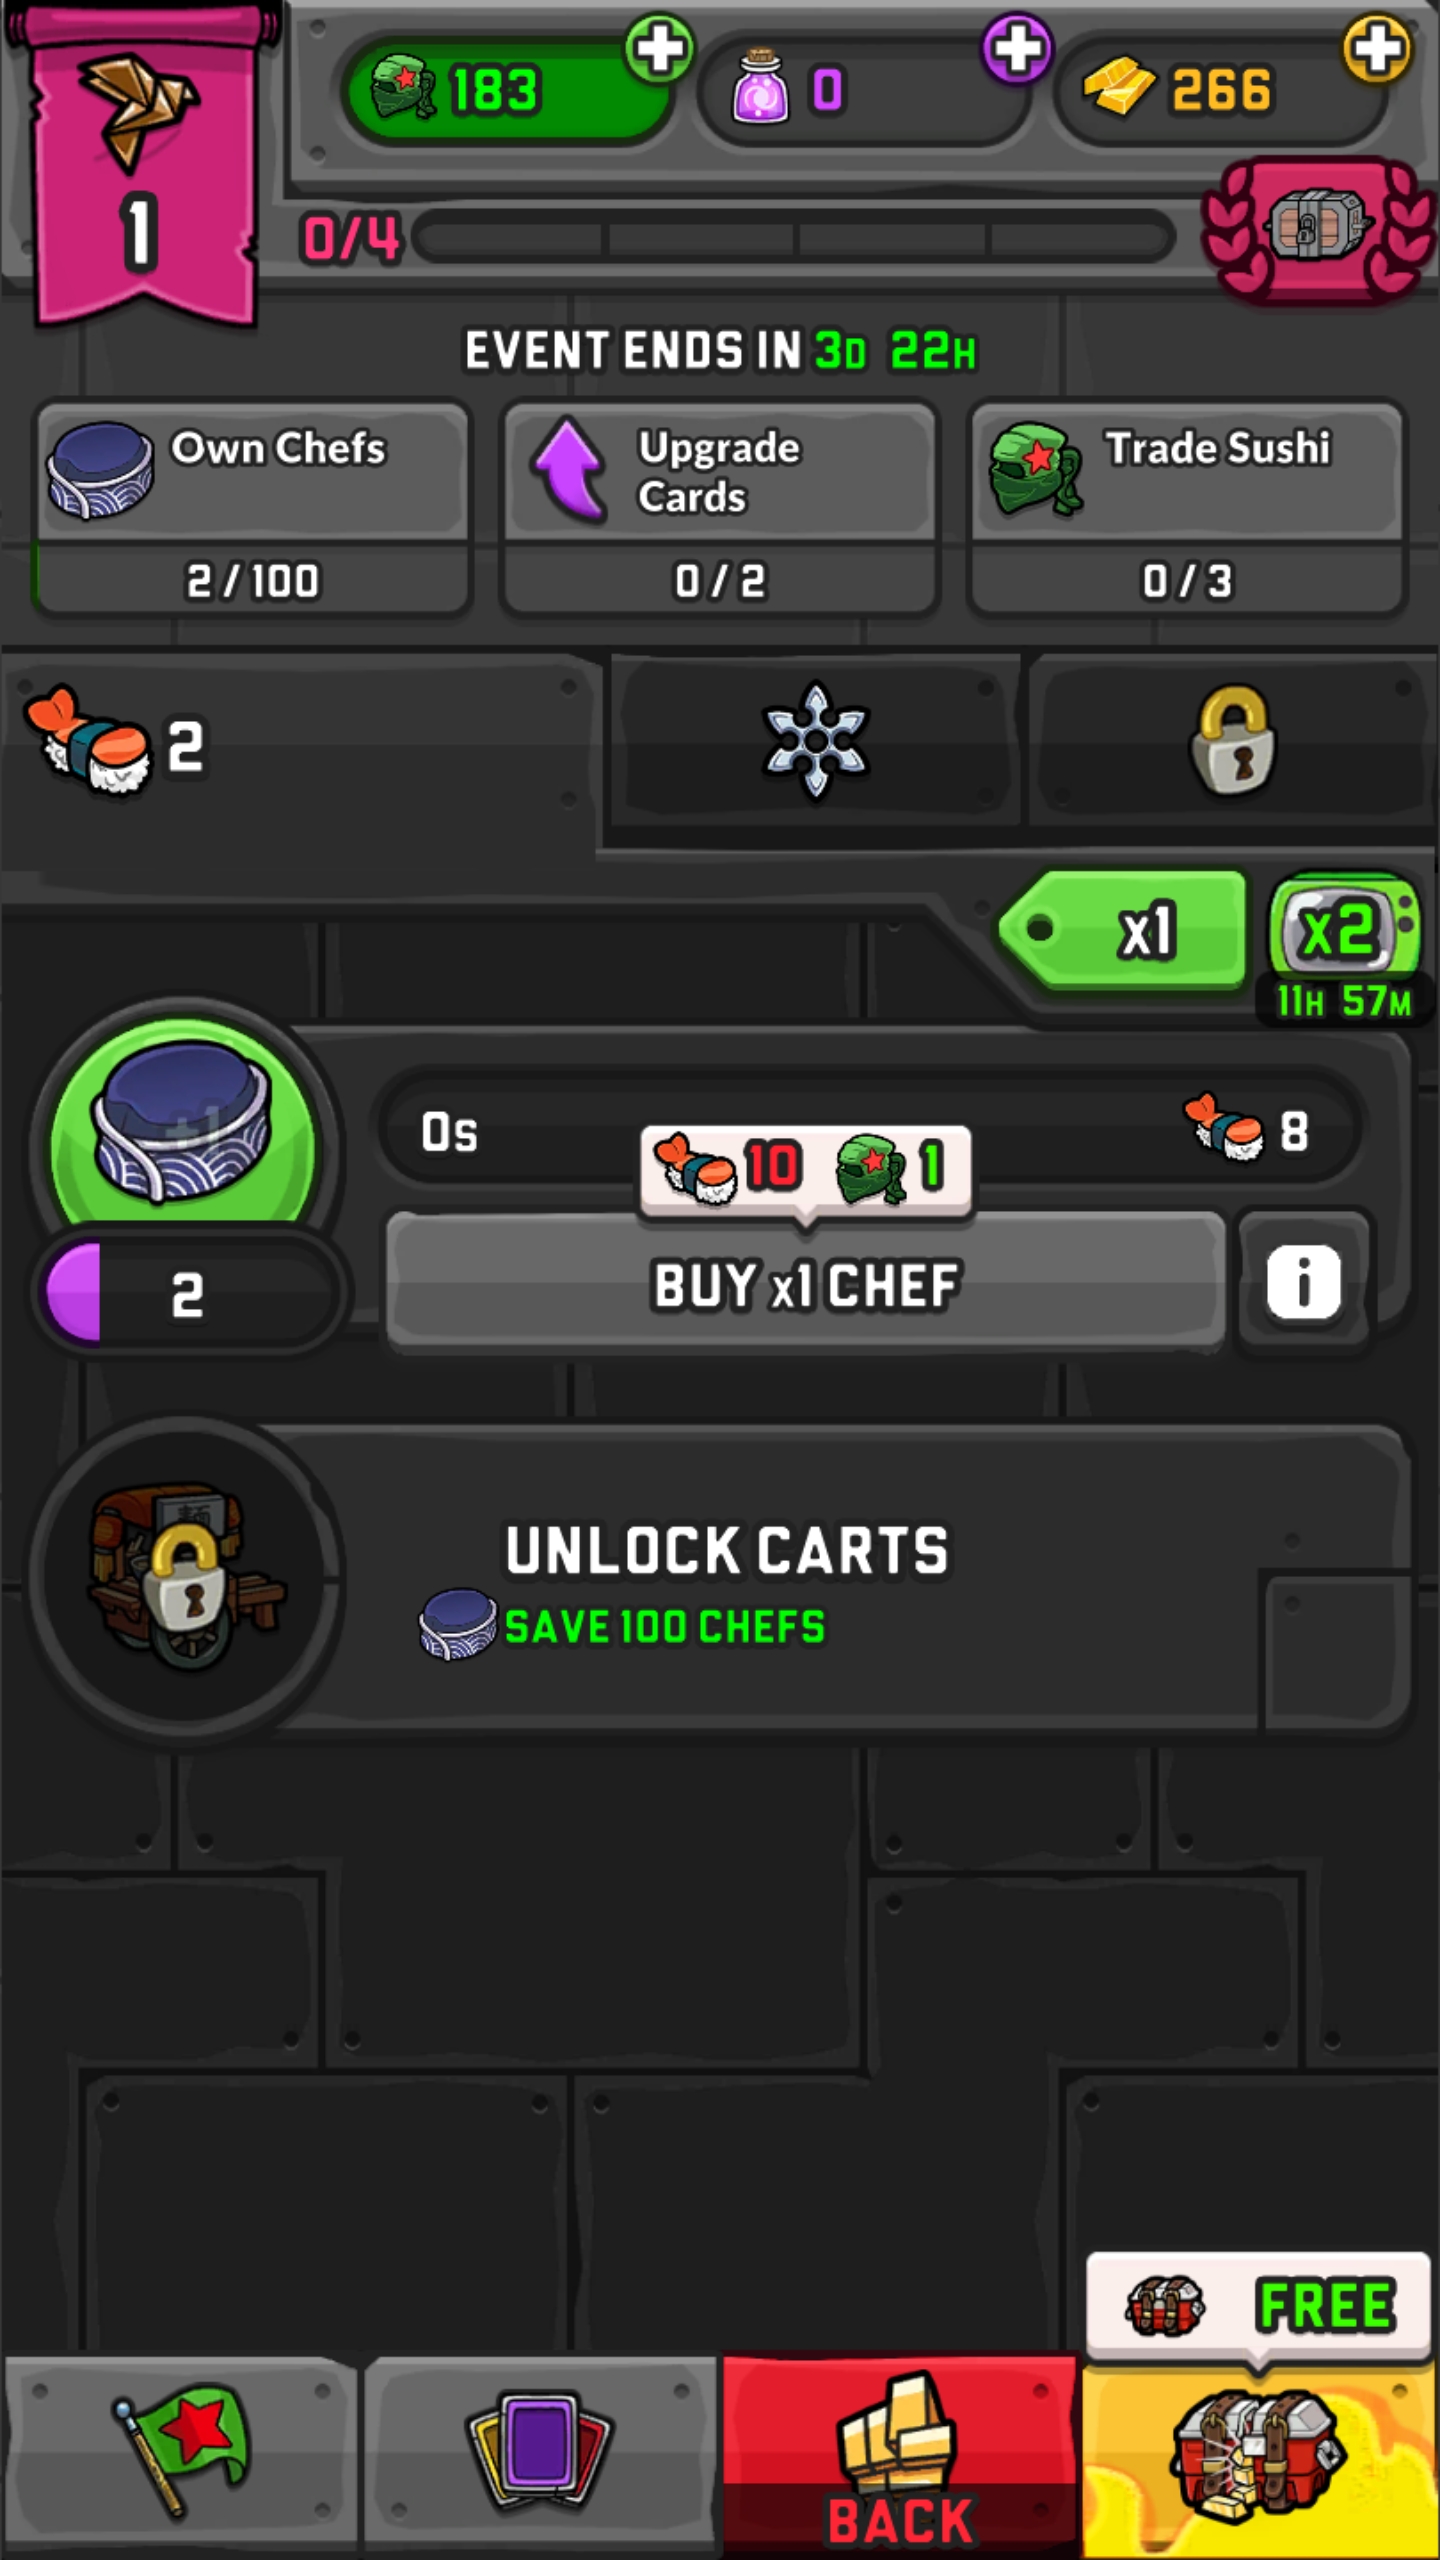 183
0
266
1
0/4
EVENT ENDS IN 3D 22H
Own Chefs
2/100
Upgrade
Cards
0/2
Trade Sushi
0/3
2
x1
x2
11H 57M
+1
0s
8
10
1
2
BUY x1 CHEF
i
UNLOCK CARTS
SAVE 100 CHEFS
FREE
BACK